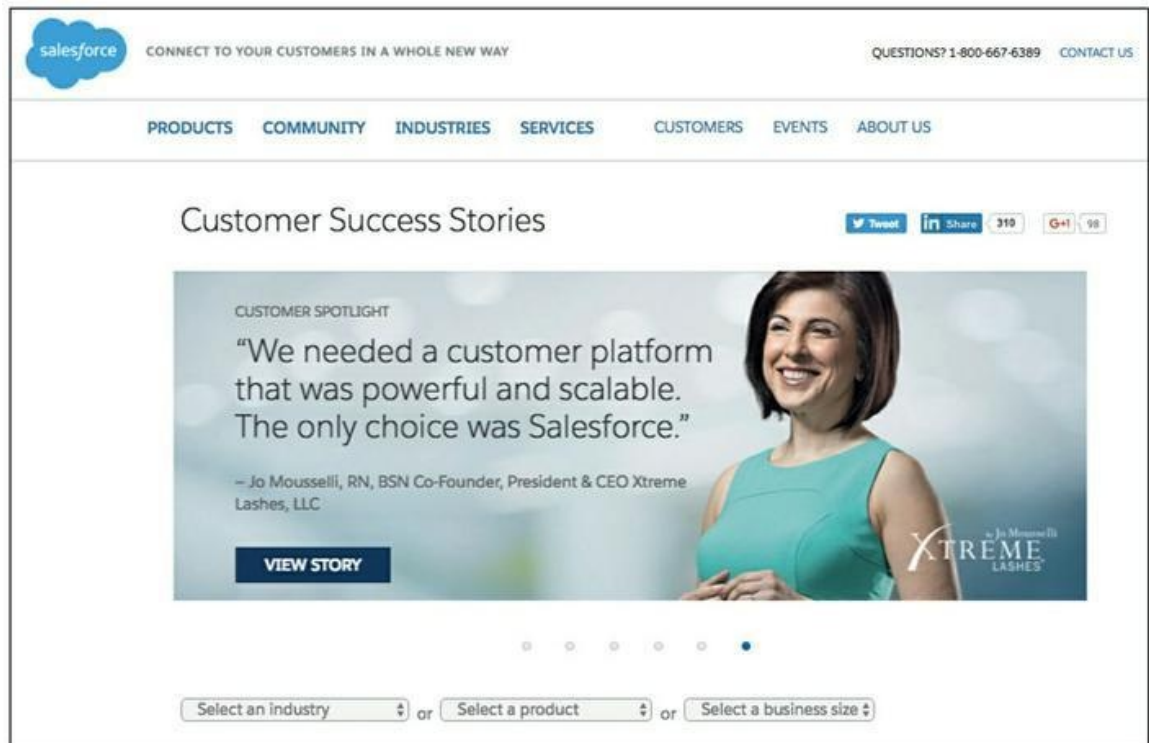 salesforce
CONNECT TO YOUR CUSTOMERS IN A WHOLE NEW WAY
QUESTIONS? 1-800-667-6389 CONTACT US
PRODUCTS COMMUNITY INDUSTRIES SERVICES CUSTOMERS EVENTS ABOUT US
Customer Success Stories
Tweet in Share 310 G+1 98
CUSTOMER SPOTLIGHT
“We needed a customer platform
that was powerful and scalable.
The only choice was Salesforce.”
– Jo Mousselli, RN, BSN Co-Founder, President & CEO Xtreme
Lashes, LLC
VIEW STORY
by Jo Mousselli
XTREME
LASHES
Select an industry or Select a product or Select a business size